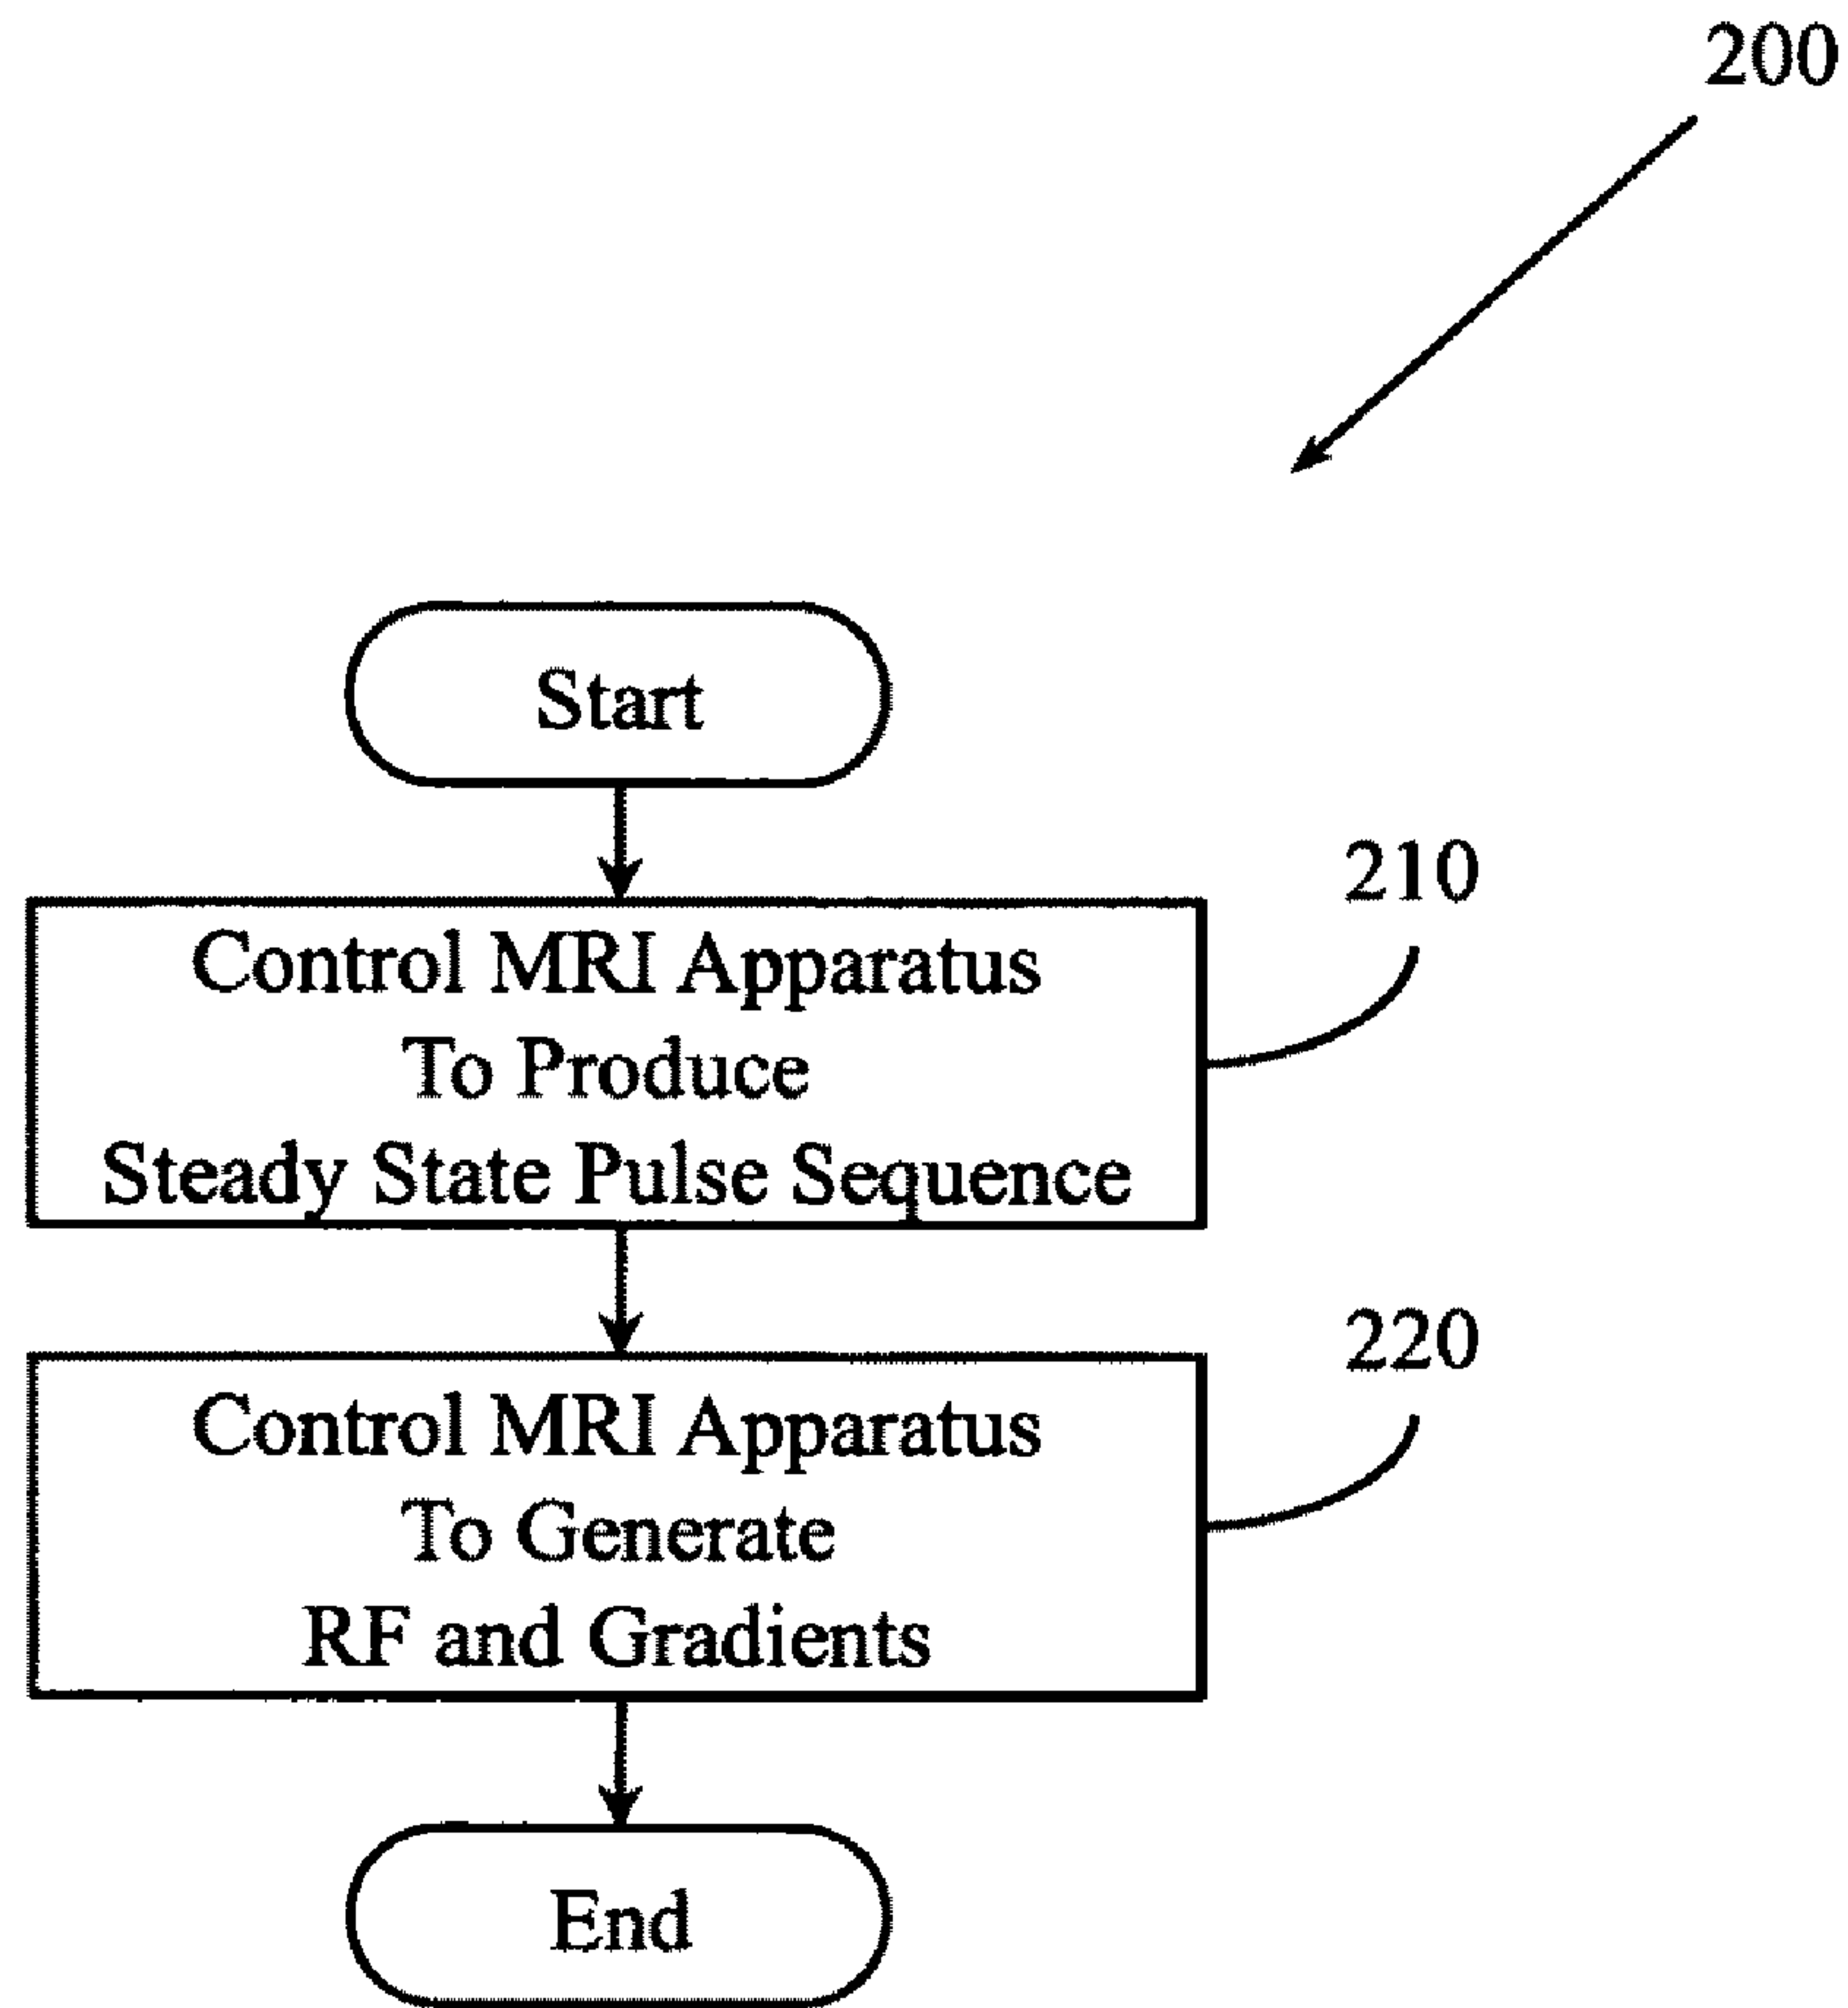 200
Start
210
Control MRI Apparatus
To Produce
Steady State Pulse Sequence
220
Control MRI Apparatus
To Generate
RF and Gradients
End